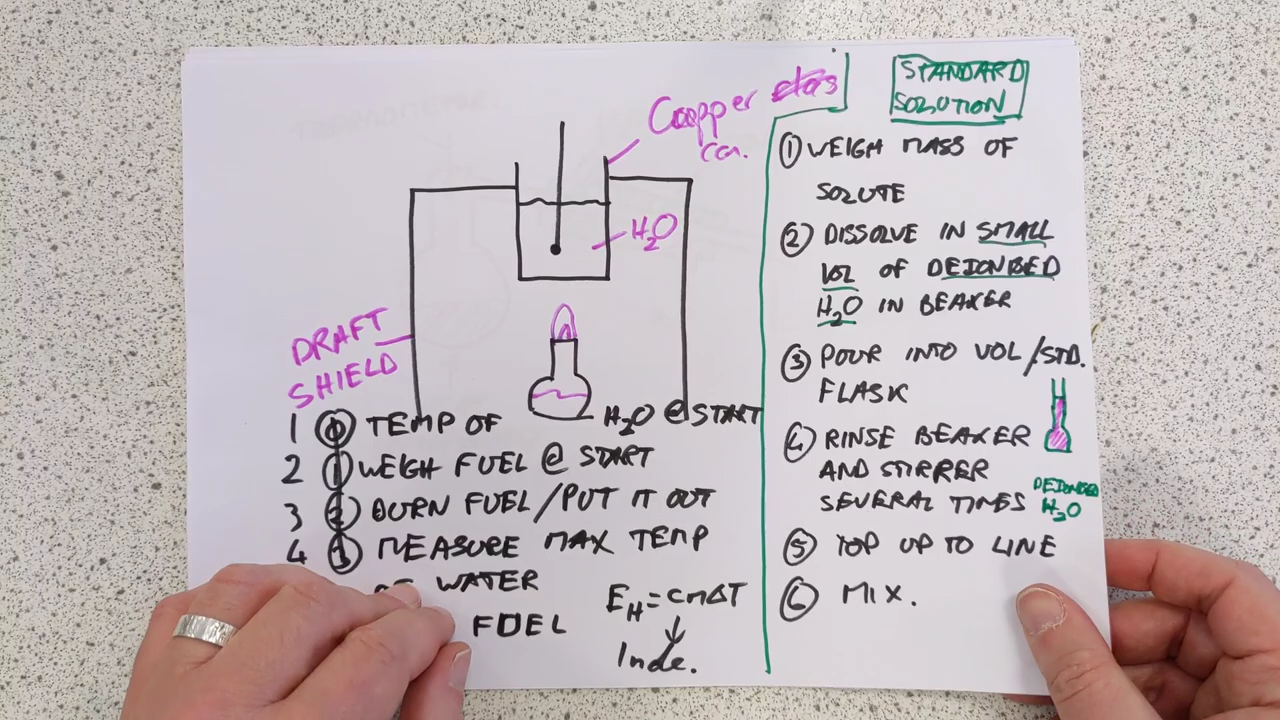 Copper
can.
H₂O
DRAFT
SHIELD
1 TEMP OF H₂O @ START
2 1 WEIGH FUEL @ START
3 2 BURN FUEL / PUT IT OUT
4 3 MEASURE MAX TEMP
OF WATER
FUEL
E_H = cmΔT
STANDARD
SOLUTION
1 WEIGH MASS OF
SOLUTE
2 DISSOLVE IN SMALL
VOL OF DEIONISED
H₂O IN BEAKER
3 POUR INTO VOL/STD.
FLASK
4 RINSE BEAKER
AND STIRRER
SEVERAL TIMES
DEIONISED
H₂O
5 TOP UP TO LINE
6 MIX.